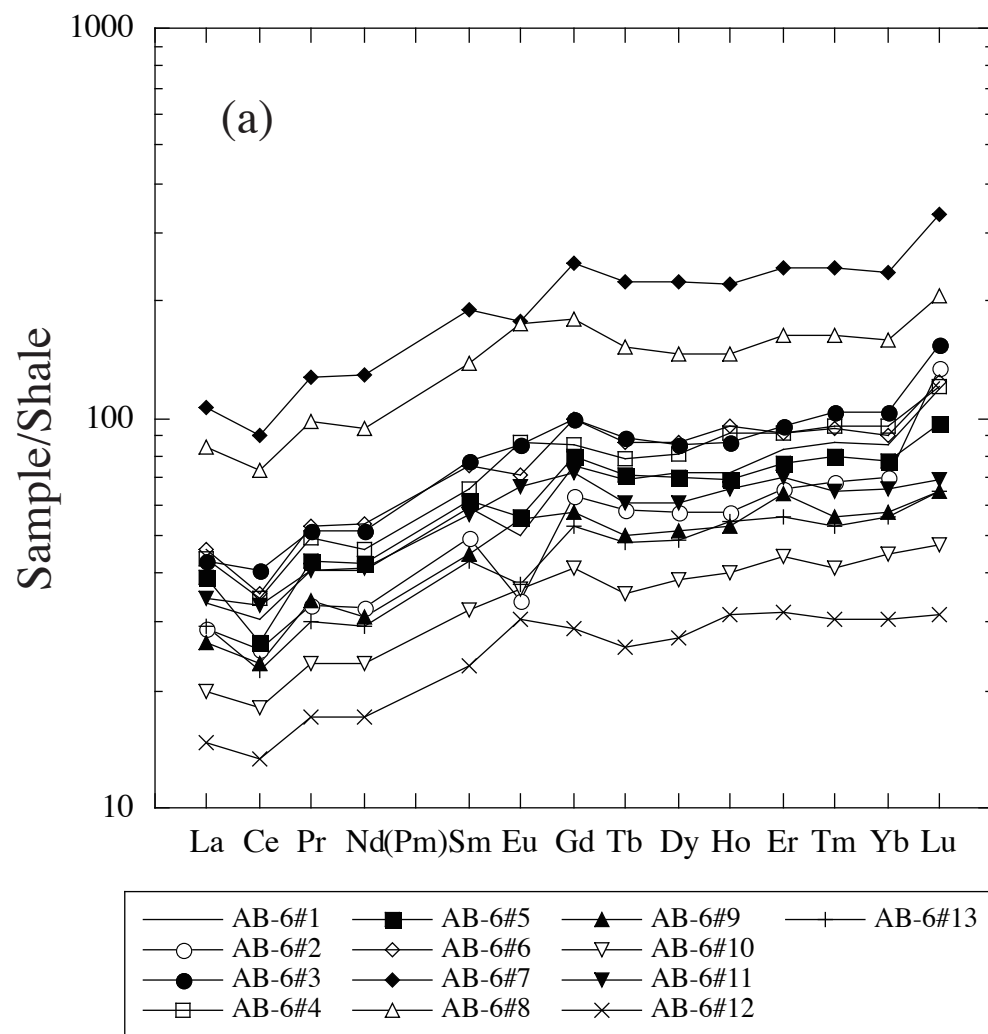 1000
(a)
100
10
Sample/Shale
La Ce Pr Nd (Pm) Sm Eu Gd Tb Dy Ho Er Tm Yb Lu
AB-6#1 AB-6#5 AB-6#9 AB-6#13
AB-6#2 AB-6#6 AB-6#10
AB-6#3 AB-6#7 AB-6#11
AB-6#4 AB-6#8 AB-6#12